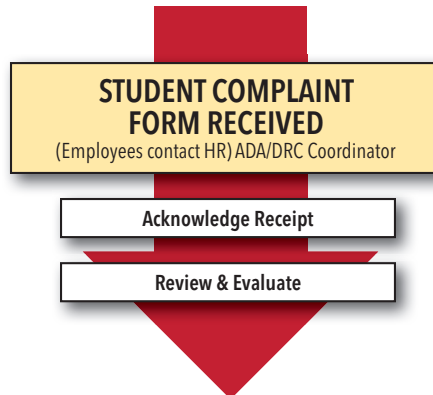 STUDENT COMPLAINT
FORM RECEIVED
(Employees contact HR) ADA/DRC Coordinator
Acknowledge Receipt
Review & Evaluate